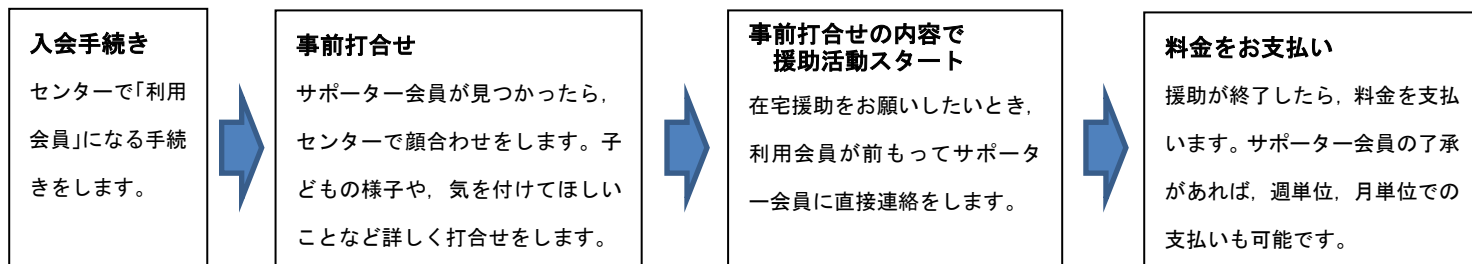 入会手続き
センターで「利用
会員」になる手続
きをします。
事前打合せ
サポーター会員が見つかったら，
センターで顔合わせをします。子
どもの様子や，気を付けてほしい
ことなど詳しく打合せをします。
事前打合せの内容で
援助活動スタート
在宅援助をお願いしたいとき，
利用会員が前もってサポータ
ー会員に直接連絡をします。
料金をお支払い
援助が終了したら，料金を支払
います。サポーター会員の了承
があれば，週単位，月単位での
支払いも可能です。